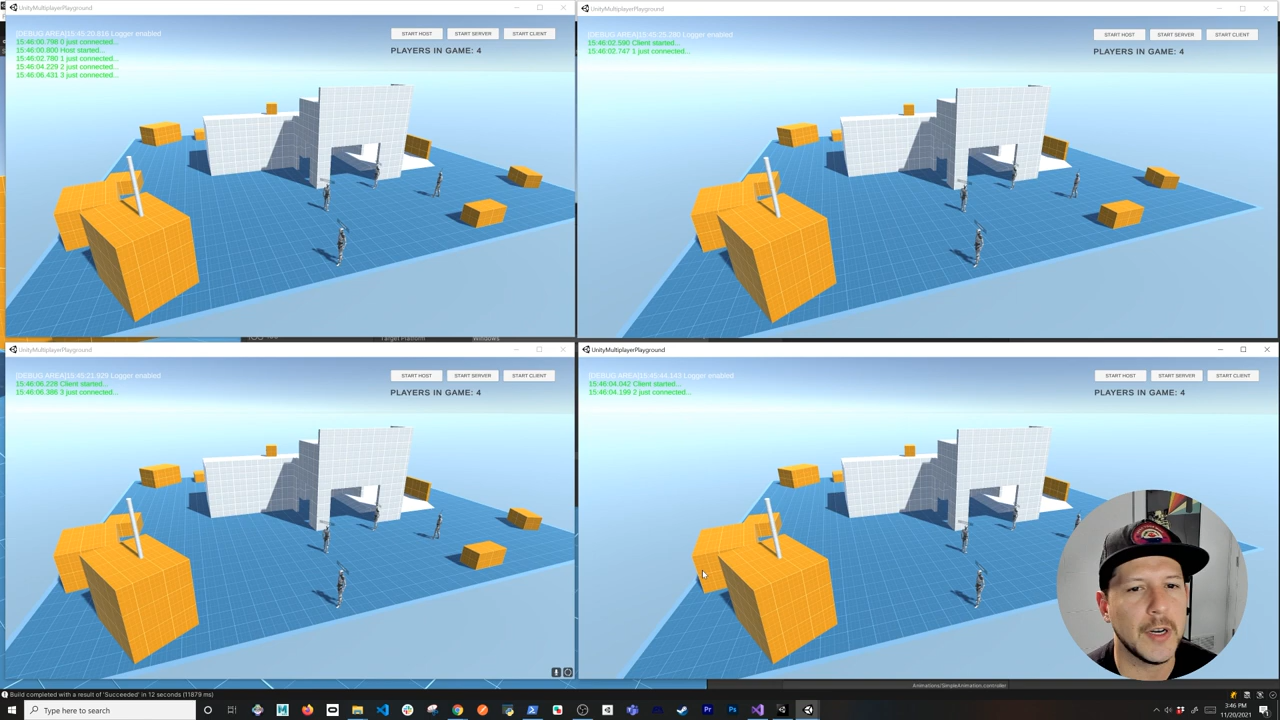 UnityMultiplayerPlayground
[DEBUG AREA]15:45:20.816 Logger enabled
15:46:00.798 0 just connected...
15:46:00.800 Host started...
15:46:02.780 1 just connected...
15:46:04.229 2 just connected...
15:46:06.431 3 just connected...
START HOST START SERVER START CLIENT
PLAYERS IN GAME: 4
UnityMultiplayerPlayground
[DEBUG AREA]15:45:25.280 Logger enabled
15:46:02.590 Client started...
15:46:02.747 1 just connected...
START HOST START SERVER START CLIENT
PLAYERS IN GAME: 4
Target Platform
Windows
UnityMultiplayerPlayground
[DEBUG AREA]15:45:21.929 Logger enabled
15:46:06.228 Client started...
15:46:06.386 3 just connected...
START HOST START SERVER START CLIENT
PLAYERS IN GAME: 4
UnityMultiplayerPlayground
[DEBUG AREA]15:45:44.143 Logger enabled
15:46:04.042 Client started...
15:46:04.199 2 just connected...
START HOST START SERVER START CLIENT
PLAYERS IN GAME: 4
Animations/SimpleAnimation.controller
Build completed with a result of 'Succeeded' in 12 seconds (11879 ms)
Type here to search
3:46 PM
11/20/2021